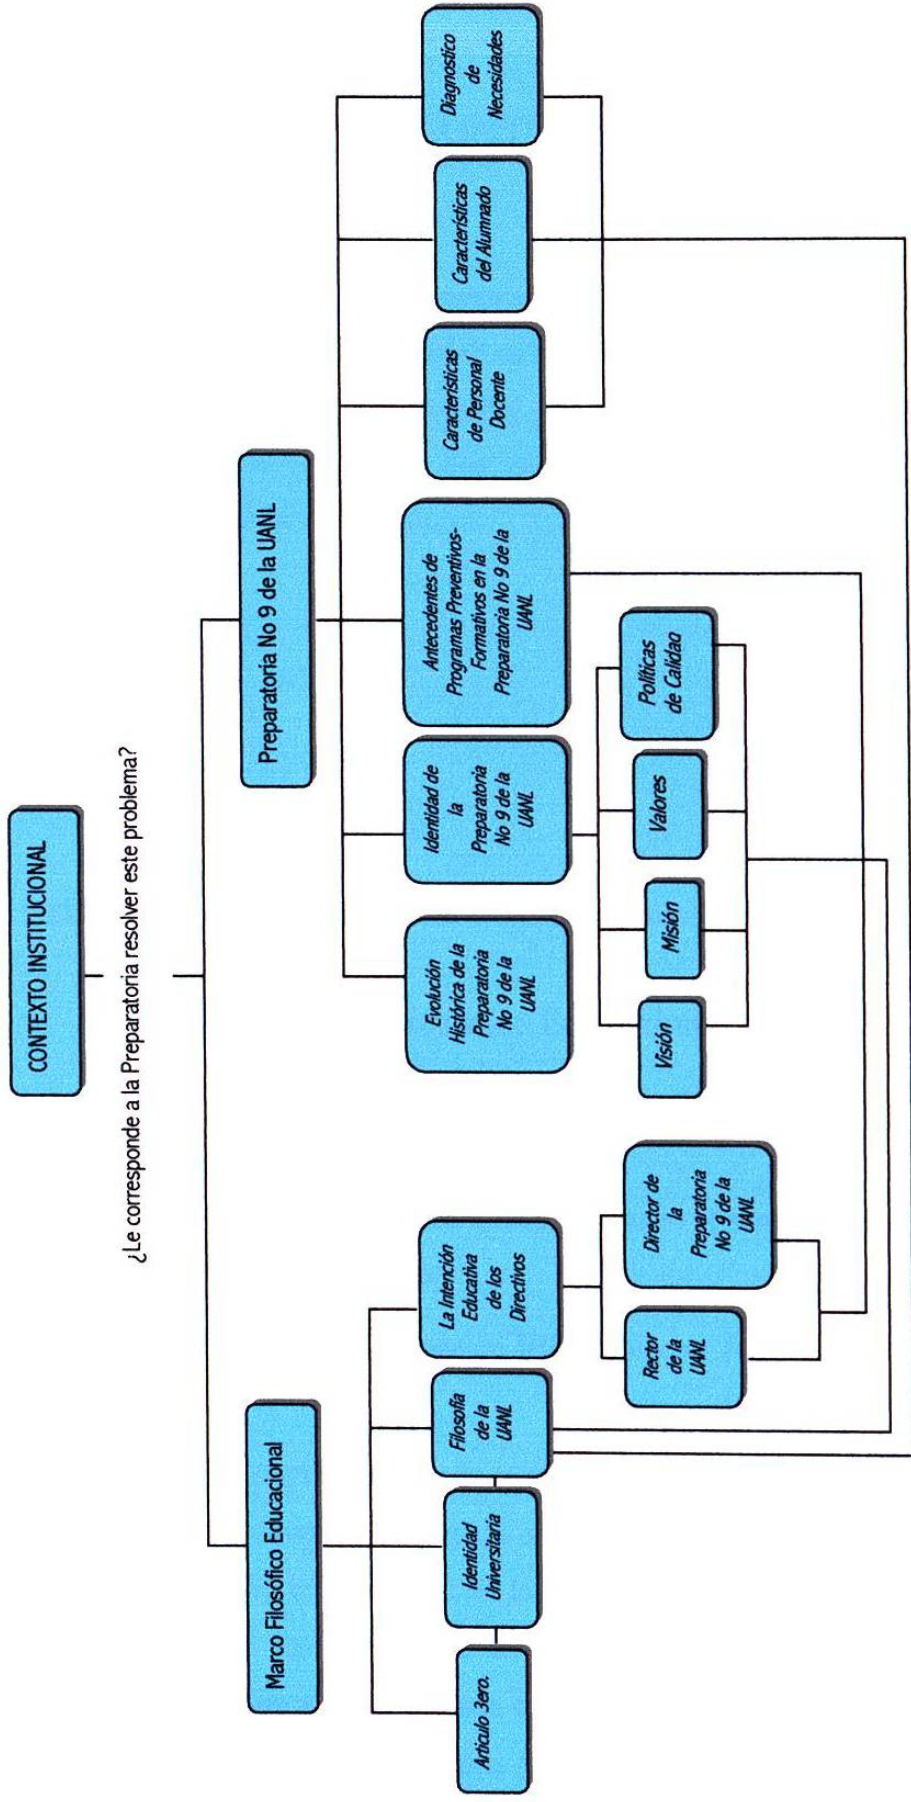 CONTEXTO INSTITUCIONAL
¿Le corresponde a la Preparatoria resolver este problema?
Marco Filosófico Educacional
Preparatoria No 9 de la UANL
Articulo 3ero.
Identidad
Universitaria
Filosofía
de la
UANL
La Intención
Educativa
de los
Directivos
Rector
de la
UANL
Director de
la
Preparatoria
No 9 de la
UANL
Evolución
Histórica de la
Preparatoria
No 9 de la
UANL
Identidad de
la
Preparatoria
No 9 de la
UANL
Visión
Misión
Valores
Políticas
de Calidad
Antecedentes de
Programas Preventivos-
Formativos en la
Preparatoria No 9 de la
UANL
Características
de Personal
Docente
Características
del Alumnado
Diagnostico
de
Necesidades